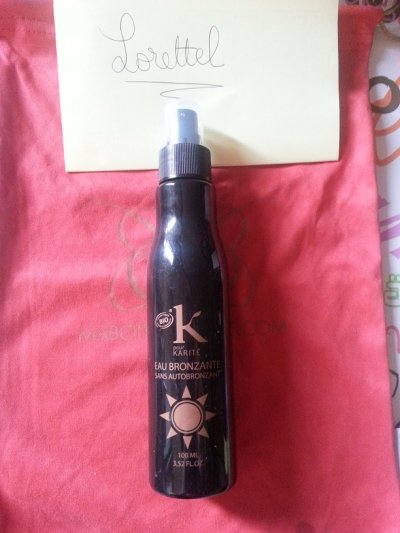 Lorettel
BIO
K
pour
KARITÉ
EAU BRONZANTE
SANS AUTOBRONZANT
100 ML
3.52 FL.OZ